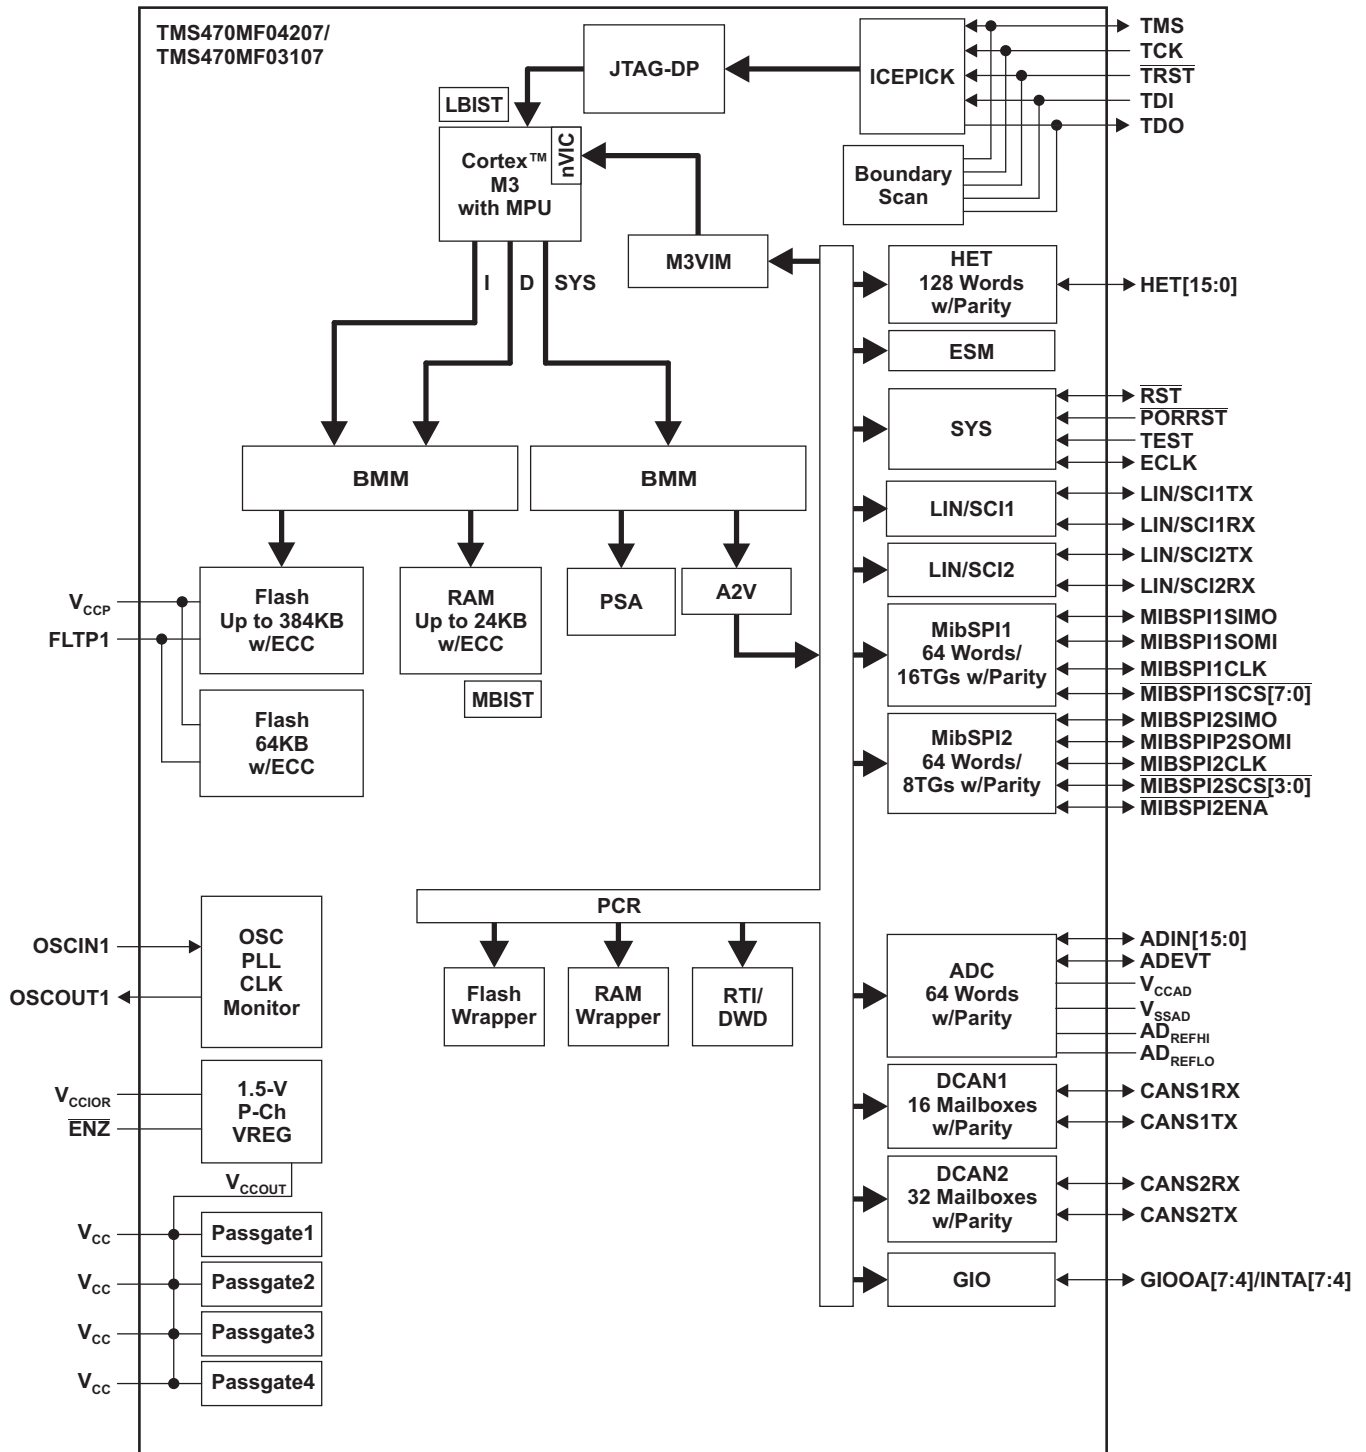 TMS470MF04207/
TMS470MF03107
JTAG-DP
ICEPICK
TMS
TCK
TRST
TDI
TDO
LBIST
Cortex™
M3
with MPU
nVIC
Boundary
Scan
M3VIM
I
D
SYS
HET
128 Words
w/Parity
HET[15:0]
ESM
SYS
RST
PORRST
TEST
ECLK
BMM
BMM
LIN/SCI1
LIN/SCI1TX
LIN/SCI1RX
LIN/SCI2
LIN/SCI2TX
LIN/SCI2RX
VCCP
FLTP1
Flash
Up to 384KB
w/ECC
RAM
Up to 24KB
w/ECC
PSA
A2V
MBIST
Flash
64KB
w/ECC
MibSPI1
64 Words/
16TGs w/Parity
MIBSPI1SIMO
MIBSPI1SOMI
MIBSPI1CLK
MIBSPI1SCS[7:0]
MibSPI2
64 Words/
8TGs w/Parity
MIBSPI2SIMO
MIBSPIP2SOMI
MIBSPI2CLK
MIBSPI2SCS[3:0]
MIBSPI2ENA
PCR
OSCIN1
OSCOUT1
OSC
PLL
CLK
Monitor
Flash
Wrapper
RAM
Wrapper
RTI/
DWD
ADC
64 Words
w/Parity
ADIN[15:0]
ADEVT
VCCAD
VSSAD
ADREFHI
ADREFLO
VCCIOR
ENZ
1.5-V
P-Ch
VREG
VCCOUT
DCAN1
16 Mailboxes
w/Parity
CANS1RX
CANS1TX
DCAN2
32 Mailboxes
w/Parity
CANS2RX
CANS2TX
VCC
Passgate1
VCC
Passgate2
VCC
Passgate3
VCC
Passgate4
GIO
GIOOA[7:4]/INTA[7:4]